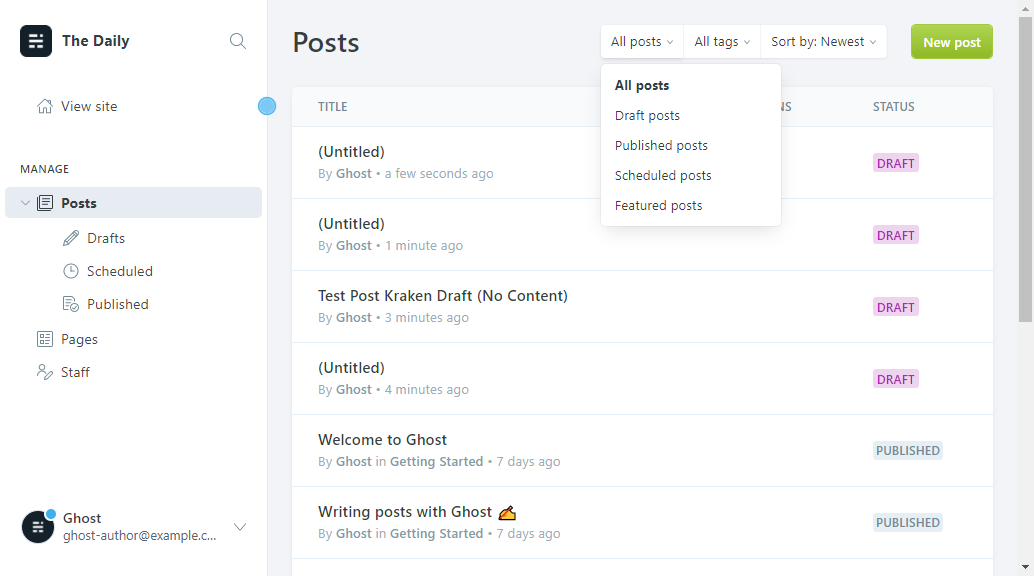 The Daily
View site
MANAGE
Posts
Drafts
Scheduled
Published
Pages
Staff
Ghost
ghost-author@example.c...
Posts
All posts
All tags
Sort by: Newest
New post
All posts
Draft posts
Published posts
Scheduled posts
Featured posts
TITLE
STATUS
(Untitled)
By Ghost • a few seconds ago
DRAFT
(Untitled)
By Ghost • 1 minute ago
DRAFT
Test Post Kraken Draft (No Content)
By Ghost • 3 minutes ago
DRAFT
(Untitled)
By Ghost • 4 minutes ago
DRAFT
Welcome to Ghost
By Ghost in Getting Started • 7 days ago
PUBLISHED
Writing posts with Ghost ✍️
By Ghost in Getting Started • 7 days ago
PUBLISHED